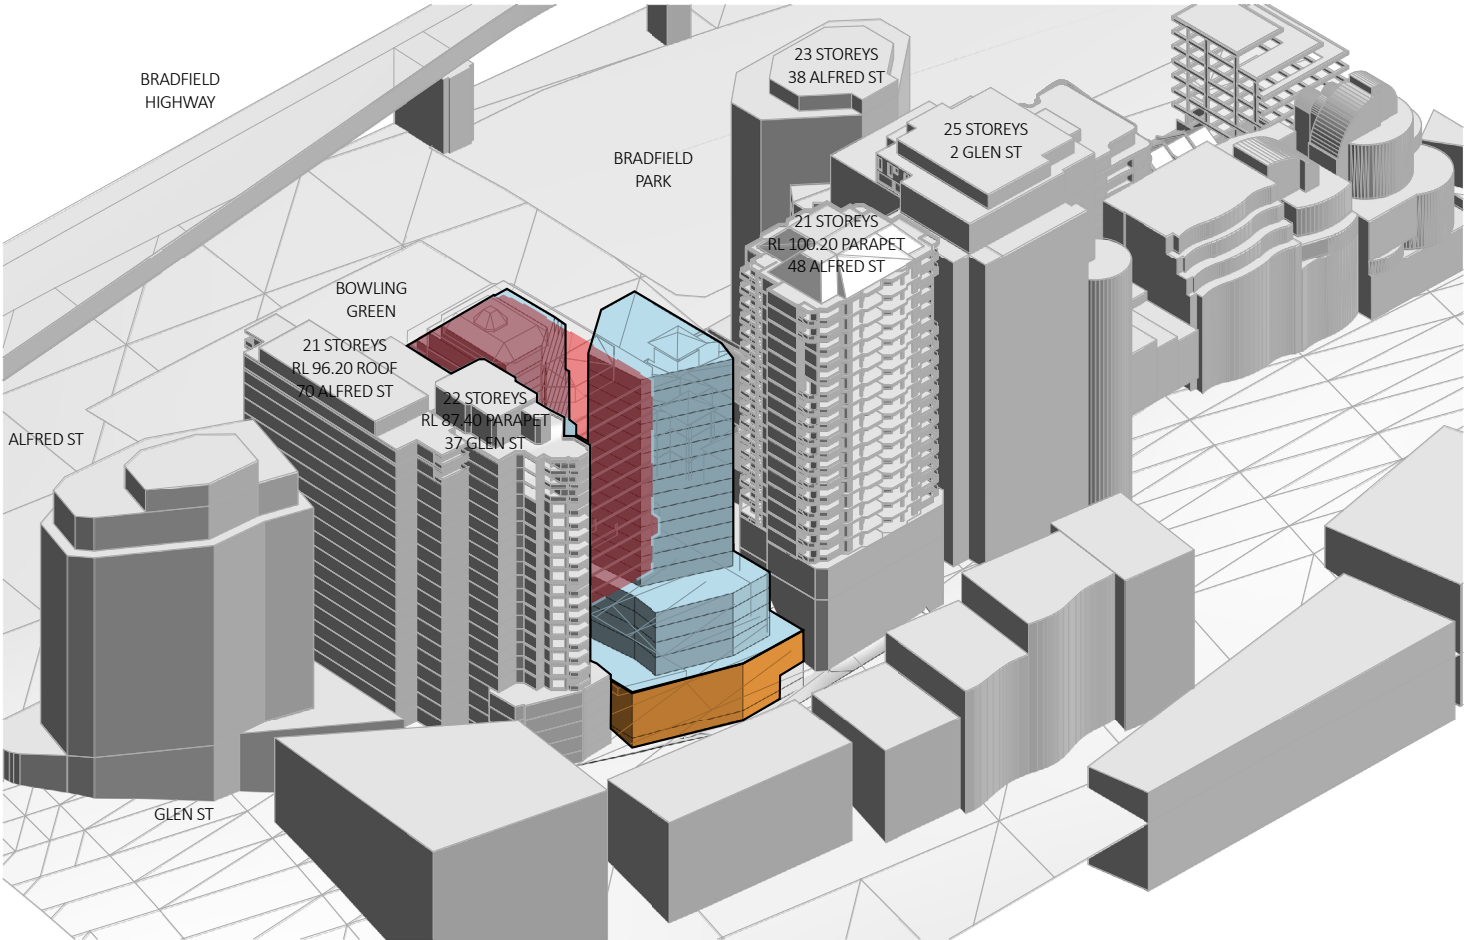 BRADFIELD
HIGHWAY
23 STOREYS
38 ALFRED ST
25 STOREYS
2 GLEN ST
BRADFIELD
PARK
21 STOREYS
RL 100.20 PARAPET
48 ALFRED ST
BOWLING
GREEN
21 STOREYS
RL 96.20 ROOF
70 ALFRED ST
22 STOREYS
RL 87.40 PARAPET
37 GLEN ST
ALFRED ST
GLEN ST